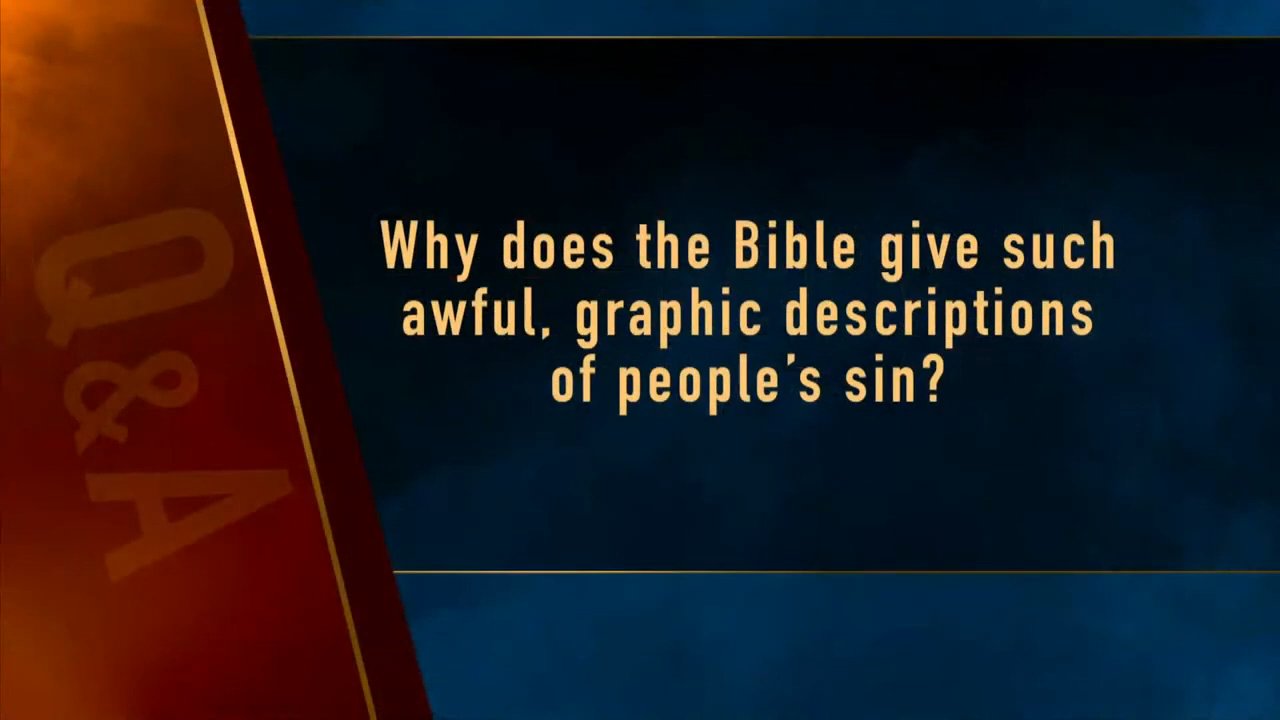 Q&A
Why does the Bible give such
awful, graphic descriptions
of people's sin?